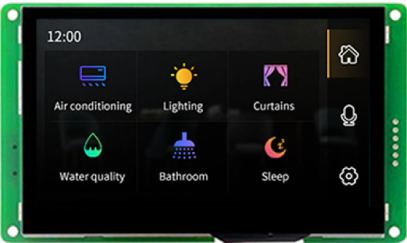 12:00
Air conditioning
Lighting
Curtains
Water quality
Bathroom
Sleep